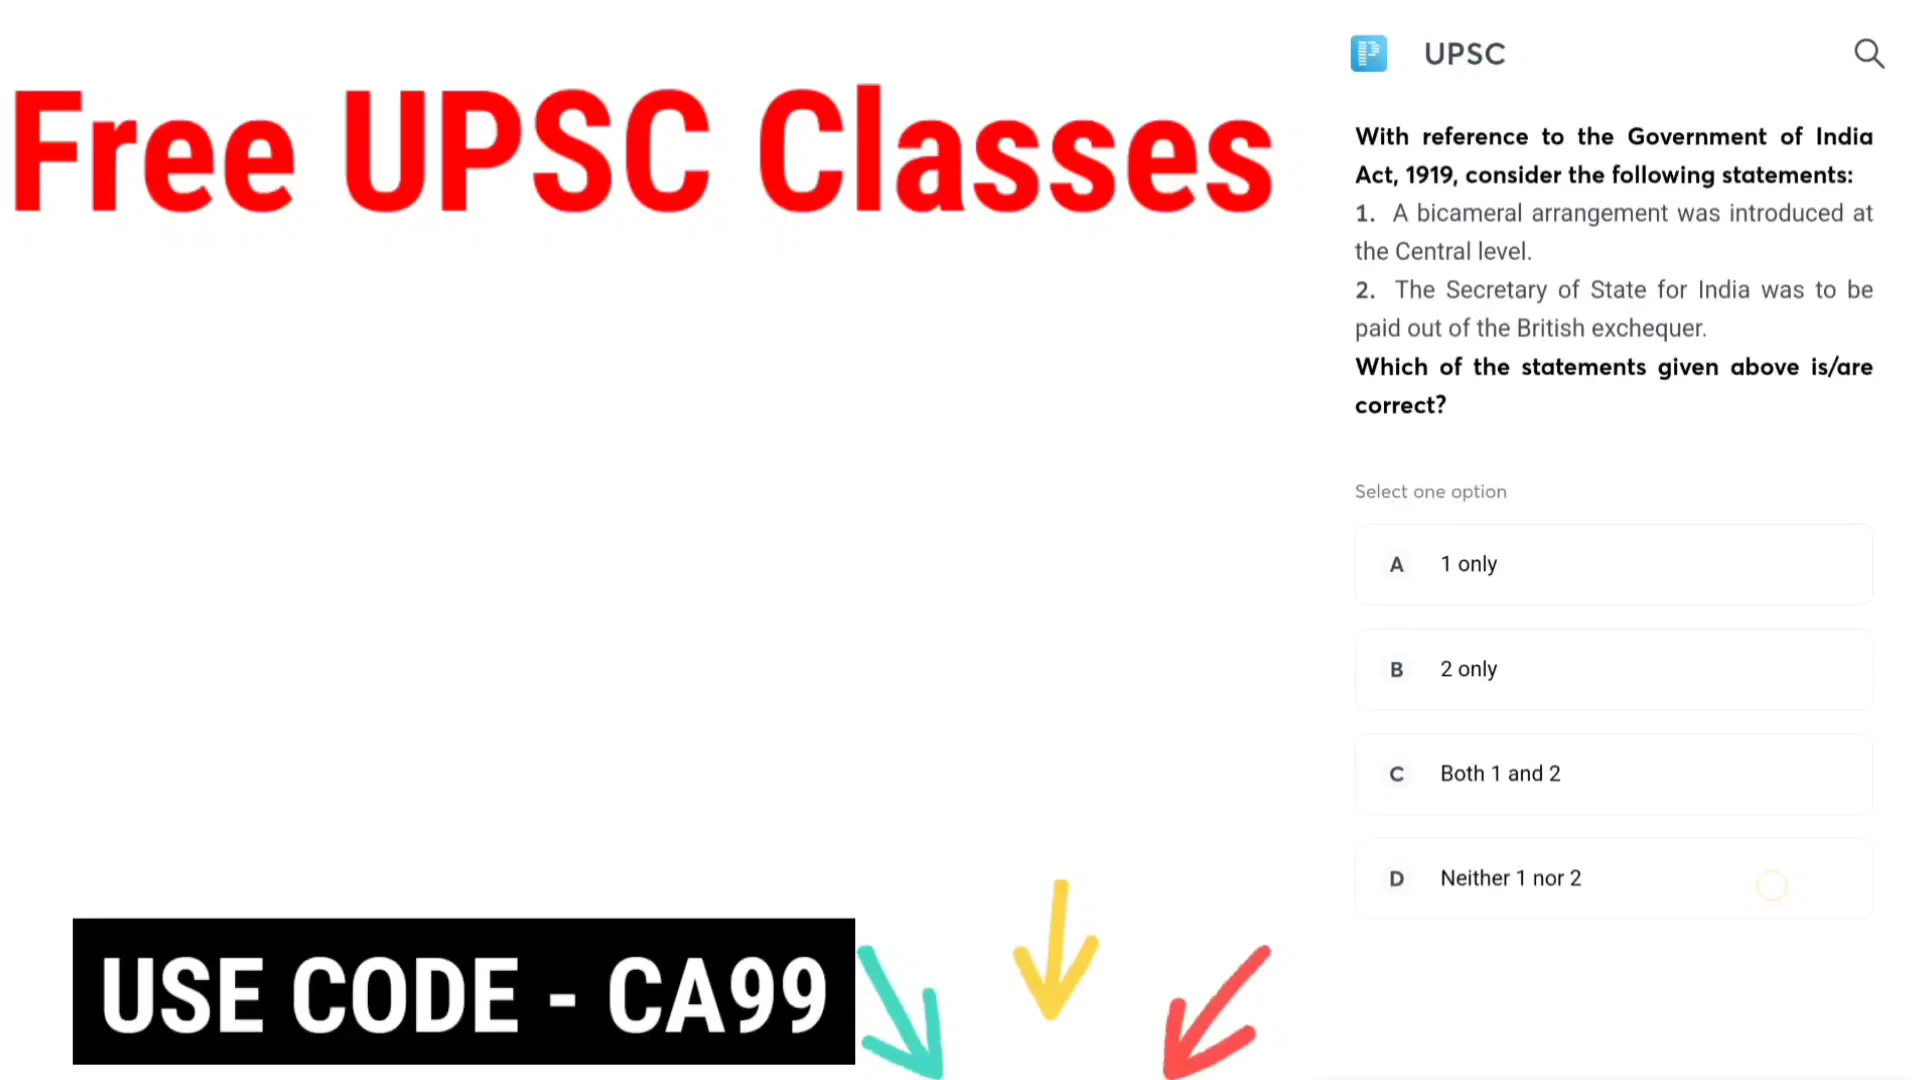 Free UPSC Classes
USE CODE - CA99
UPSC
With reference to the Government of India
Act, 1919, consider the following statements:
1. A bicameral arrangement was introduced at
the Central level.
2. The Secretary of State for India was to be
paid out of the British exchequer.
Which of the statements given above is/are
correct?
Select one option
A 1 only
B 2 only
C Both 1 and 2
D Neither 1 nor 2